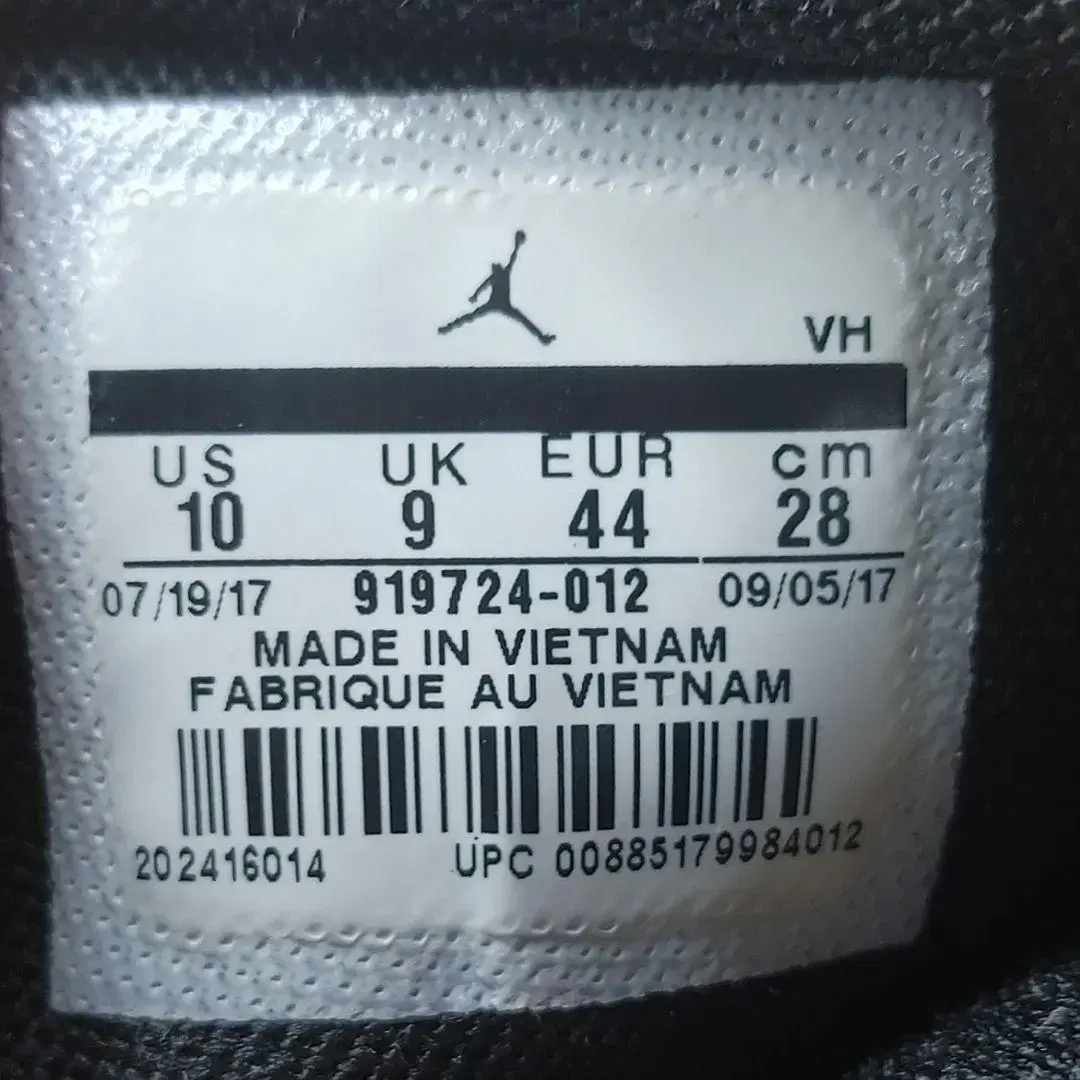 VH
US UK EUR cm
10 9 44 28
07/19/17 919724-012 09/05/17
MADE IN VIETNAM
FABRIQUE AU VIETNAM
202416014 UPC 00885179984012